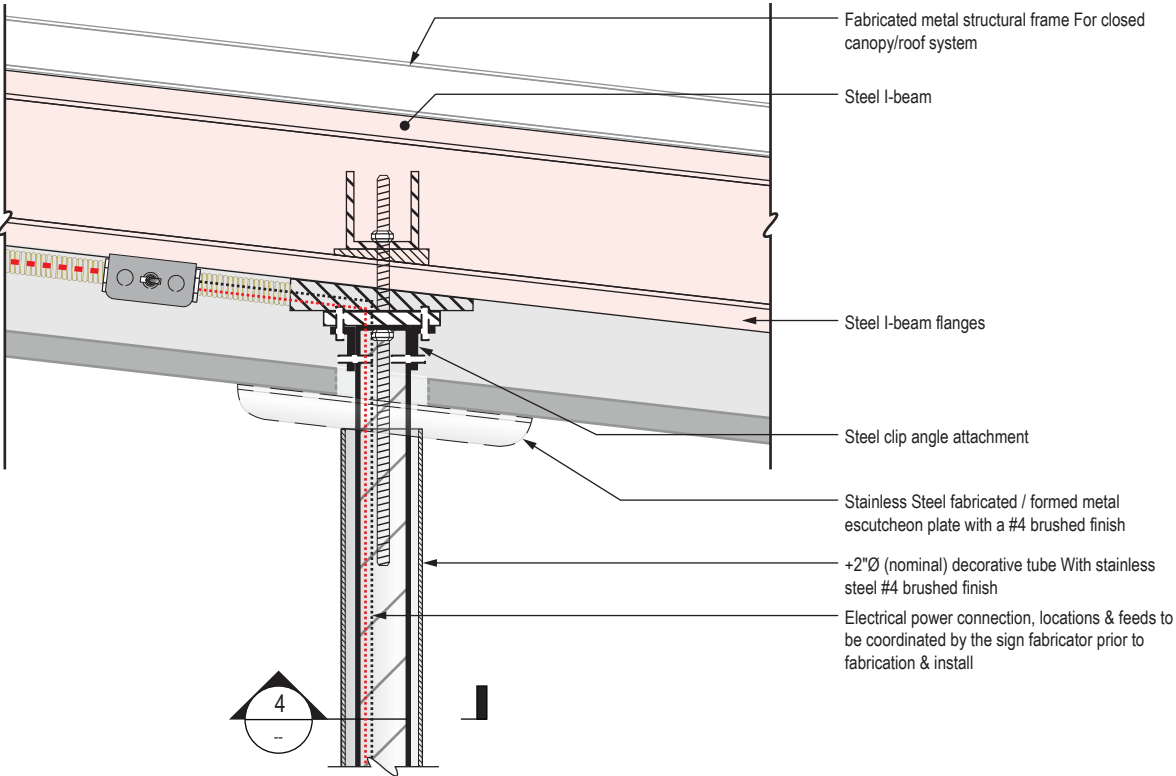 Fabricated metal structural frame For closed
canopy/roof system
Steel I-beam
Steel I-beam flanges
Steel clip angle attachment
Stainless Steel fabricated / formed metal
escutcheon plate with a #4 brushed finish
+2"Ø (nominal) decorative tube With stainless
steel #4 brushed finish
Electrical power connection, locations & feeds to
be coordinated by the sign fabricator prior to
fabrication & install
4
--